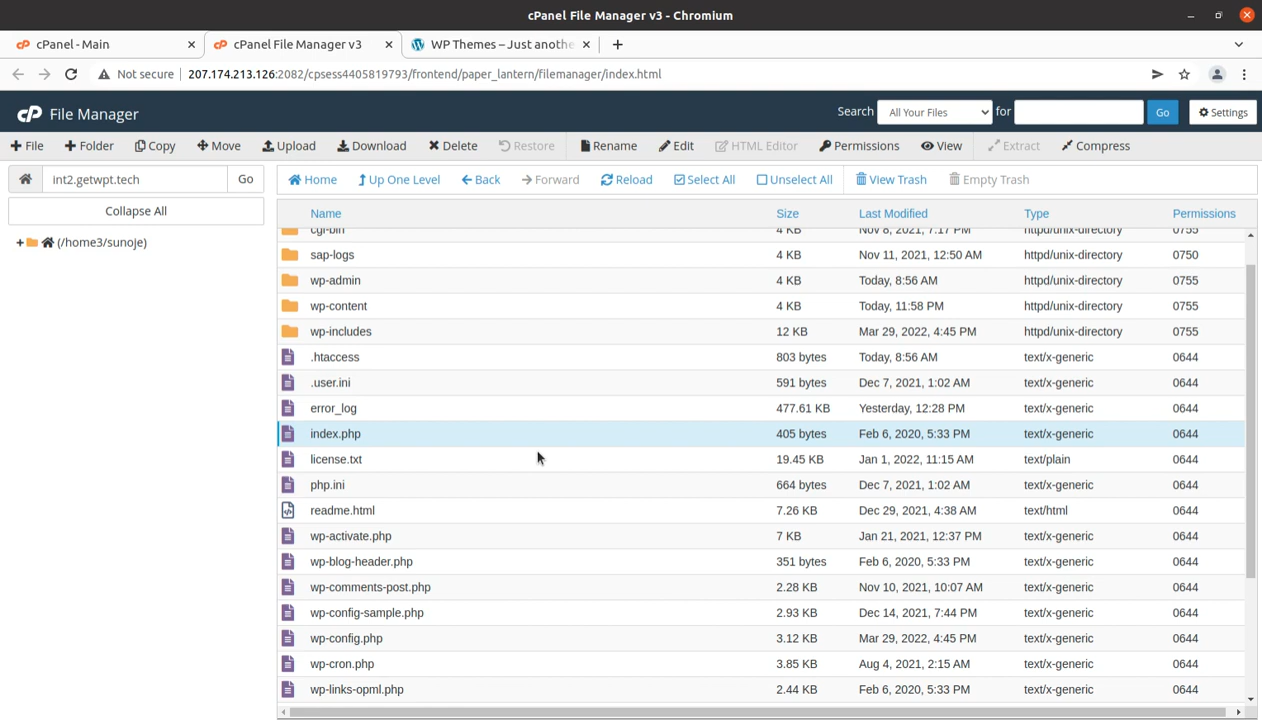 cPanel File Manager v3 - Chromium
cPanel - Main
cPanel File Manager v3
WP Themes – Just anothe
Not secure
207.174.213.126:2082/cpsess4405819793/frontend/paper_lantern/filemanager/index.html
cP File Manager
Search All Your Files for Go Settings
File Folder Copy Move Upload Download Delete Restore Rename Edit HTML Editor Permissions View Extract Compress
int2.getwpt.tech Go
Home Up One Level Back Forward Reload Select All Unselect All View Trash Empty Trash
Collapse All
(/home3/sunoje)
Name Size Last Modified Type Permissions
cgi-bin 4 KB Nov 8, 2021, 7:17 PM httpd/unix-directory 0755
sap-logs 4 KB Nov 11, 2021, 12:50 AM httpd/unix-directory 0750
wp-admin 4 KB Today, 8:56 AM httpd/unix-directory 0755
wp-content 4 KB Today, 11:58 PM httpd/unix-directory 0755
wp-includes 12 KB Mar 29, 2022, 4:45 PM httpd/unix-directory 0755
.htaccess 803 bytes Today, 8:56 AM text/x-generic 0644
.user.ini 591 bytes Dec 7, 2021, 1:02 AM text/x-generic 0644
error_log 477.61 KB Yesterday, 12:28 PM text/x-generic 0644
index.php 405 bytes Feb 6, 2020, 5:33 PM text/x-generic 0644
license.txt 19.45 KB Jan 1, 2022, 11:15 AM text/plain 0644
php.ini 664 bytes Dec 7, 2021, 1:02 AM text/x-generic 0644
readme.html 7.26 KB Dec 29, 2021, 4:38 AM text/html 0644
wp-activate.php 7 KB Jan 21, 2021, 12:37 PM text/x-generic 0644
wp-blog-header.php 351 bytes Feb 6, 2020, 5:33 PM text/x-generic 0644
wp-comments-post.php 2.28 KB Nov 10, 2021, 10:07 AM text/x-generic 0644
wp-config-sample.php 2.93 KB Dec 14, 2021, 7:44 PM text/x-generic 0644
wp-config.php 3.12 KB Mar 29, 2022, 4:45 PM text/x-generic 0644
wp-cron.php 3.85 KB Aug 4, 2021, 2:15 AM text/x-generic 0644
wp-links-opml.php 2.44 KB Feb 6, 2020, 5:33 PM text/x-generic 0644